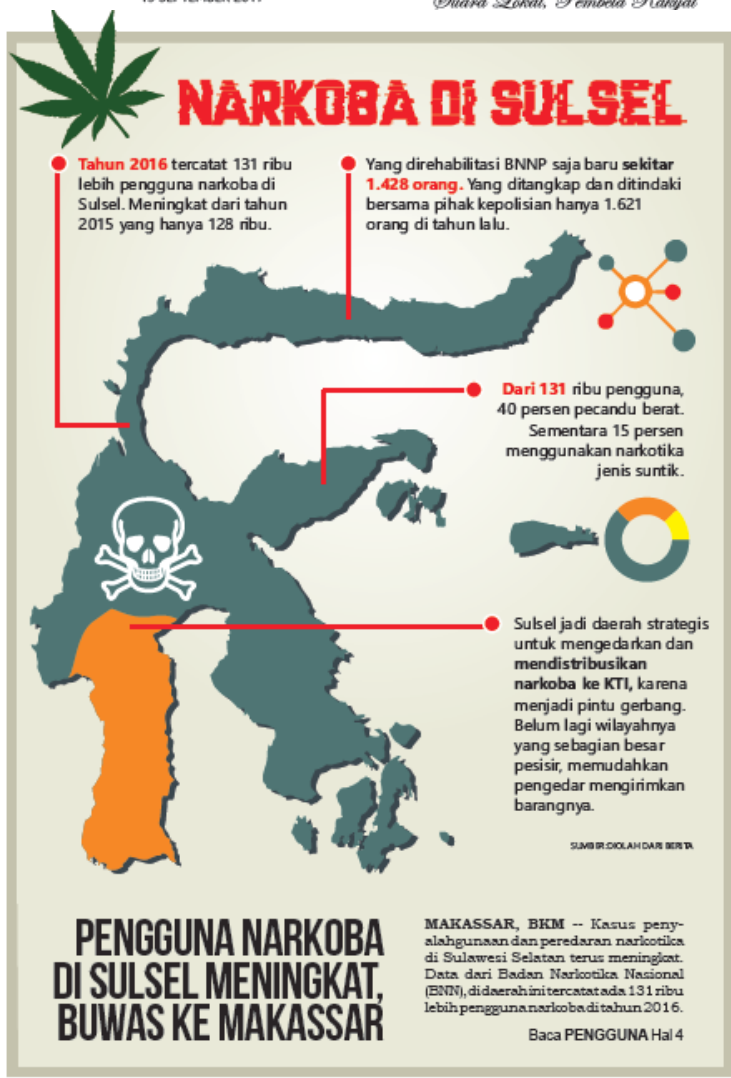 Suara Lokal, Pembela Rakyat
NARKOBA DI SULSEL
Tahun 2016 tercatat 131 ribu
lebih pengguna narkoba di
Sulsel. Meningkat dari tahun
2015 yang hanya 128 ribu.
Yang direhabilitasi BNNP saja baru sekitar
1.428 orang. Yang ditangkap dan ditindaki
bersama pihak kepolisian hanya 1.621
orang di tahun lalu.
Dari 131 ribu pengguna,
40 persen pecandu berat.
Sementara 15 persen
menggunakan narkotika
jenis suntik.
Sulsel jadi daerah strategis
untuk mengedarkan dan
mendistribusikan
narkoba ke KTI, karena
menjadi pintu gerbang.
Belum lagi wilayahnya
yang sebagian besar
pesisir, memudahkan
pengedar mengirimkan
barangnya.
SUMBER:DIOLAH DARI BERITA
PENGGUNA NARKOBA
DI SULSEL MENINGKAT,
BUWAS KE MAKASSAR
MAKASSAR, BKM -- Kasus peny-
alahgunaan dan peredaran narkotika
di Sulawesi Selatan terus meningkat.
Data dari Badan Narkotika Nasional
(BNN), didaerah ini tercatat ada 131 ribu
lebih pengguna narkoba di tahun 2016.
Baca PENGGUNA Hal 4